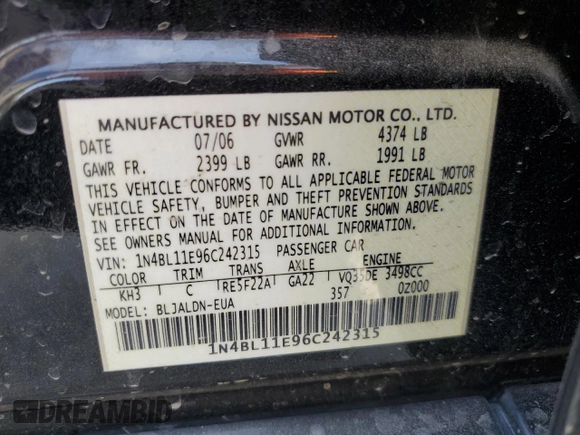 MANUFACTURED BY NISSAN MOTOR CO., LTD.
DATE 07/06 GVWR 4374 LB
GAWR FR. 2399 LB GAWR RR. 1991 LB
THIS VEHICLE CONFORMS TO ALL APPLICABLE FEDERAL MOTOR
VEHICLE SAFETY, BUMPER AND THEFT PREVENTION STANDARDS
IN EFFECT ON THE DATE OF MANUFACTURE SHOWN ABOVE.
SEE OWNERS MANUAL FOR ADDITIONAL INFORMATION.
VIN: 1N4BL11E96C242315 PASSENGER CAR
COLOR TRIM TRANS AXLE ENGINE
KH3 C RE5F22A GA22 VQ35DE 3498CC
MODEL: BLJALDN-EUA 357 0Z000
1N4BL11E96C242315
DREAMBID